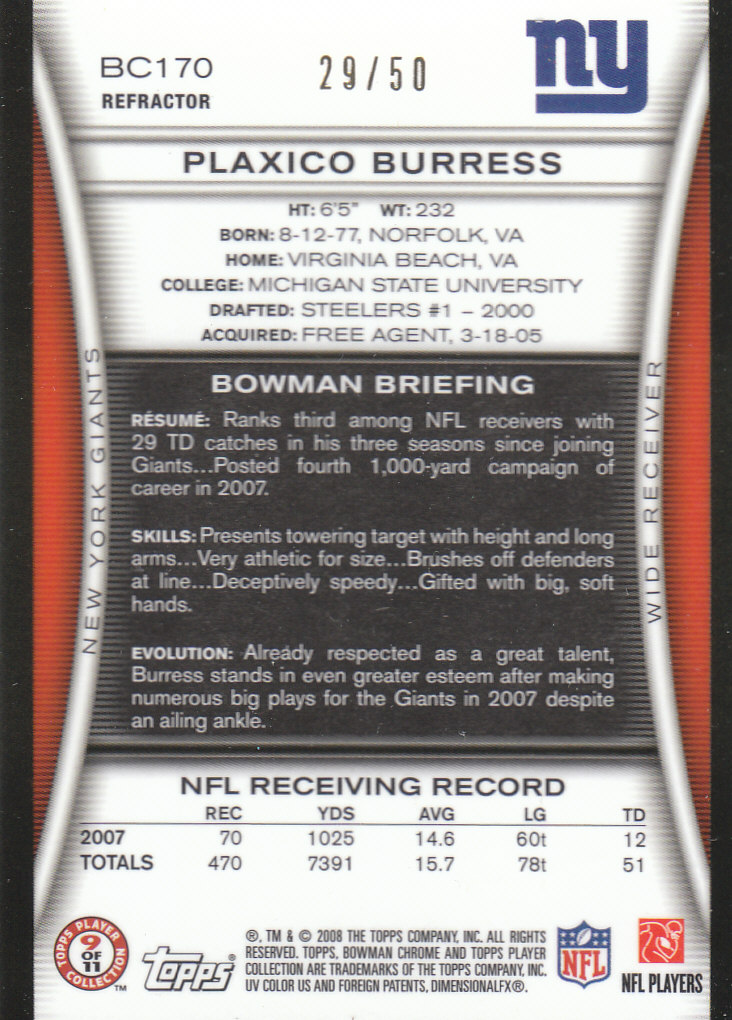 BC170
29/50
ny
REFRACTOR
PLAXICO BURRESS
HT: 6'5" WT: 232
BORN: 8-12-77, NORFOLK, VA
HOME: VIRGINIA BEACH, VA
COLLEGE: MICHIGAN STATE UNIVERSITY
DRAFTED: STEELERS #1 – 2000
ACQUIRED: FREE AGENT, 3-18-05
NEW YORK GIANTS
WIDE RECEIVER
BOWMAN BRIEFING
RÉSUMÉ: Ranks third among NFL receivers with
29 TD catches in his three seasons since joining
Giants...Posted fourth 1,000-yard campaign of
career in 2007.
SKILLS: Presents towering target with height and long
arms...Very athletic for size...Brushes off defenders
at line...Deceptively speedy...Gifted with big, soft
hands.
EVOLUTION: Already respected as a great talent,
Burress stands in even greater esteem after making
numerous big plays for the Giants in 2007 despite
an ailing ankle.
NFL RECEIVING RECORD
REC YDS AVG LG TD
2007 70 1025 14.6 60t 12
TOTALS 470 7391 15.7 78t 51
TOPPS PLAYER
9
OF
11
COLLECTION
™
topps®
®, TM & © 2008 THE TOPPS COMPANY, INC. ALL RIGHTS
RESERVED. TOPPS, BOWMAN CHROME AND TOPPS PLAYER
COLLECTION ARE TRADEMARKS OF THE TOPPS COMPANY, INC.
UV COLOR US AND FOREIGN PATENTS, DIMENSIONALFX®.
NFL
NFL PLAYERS